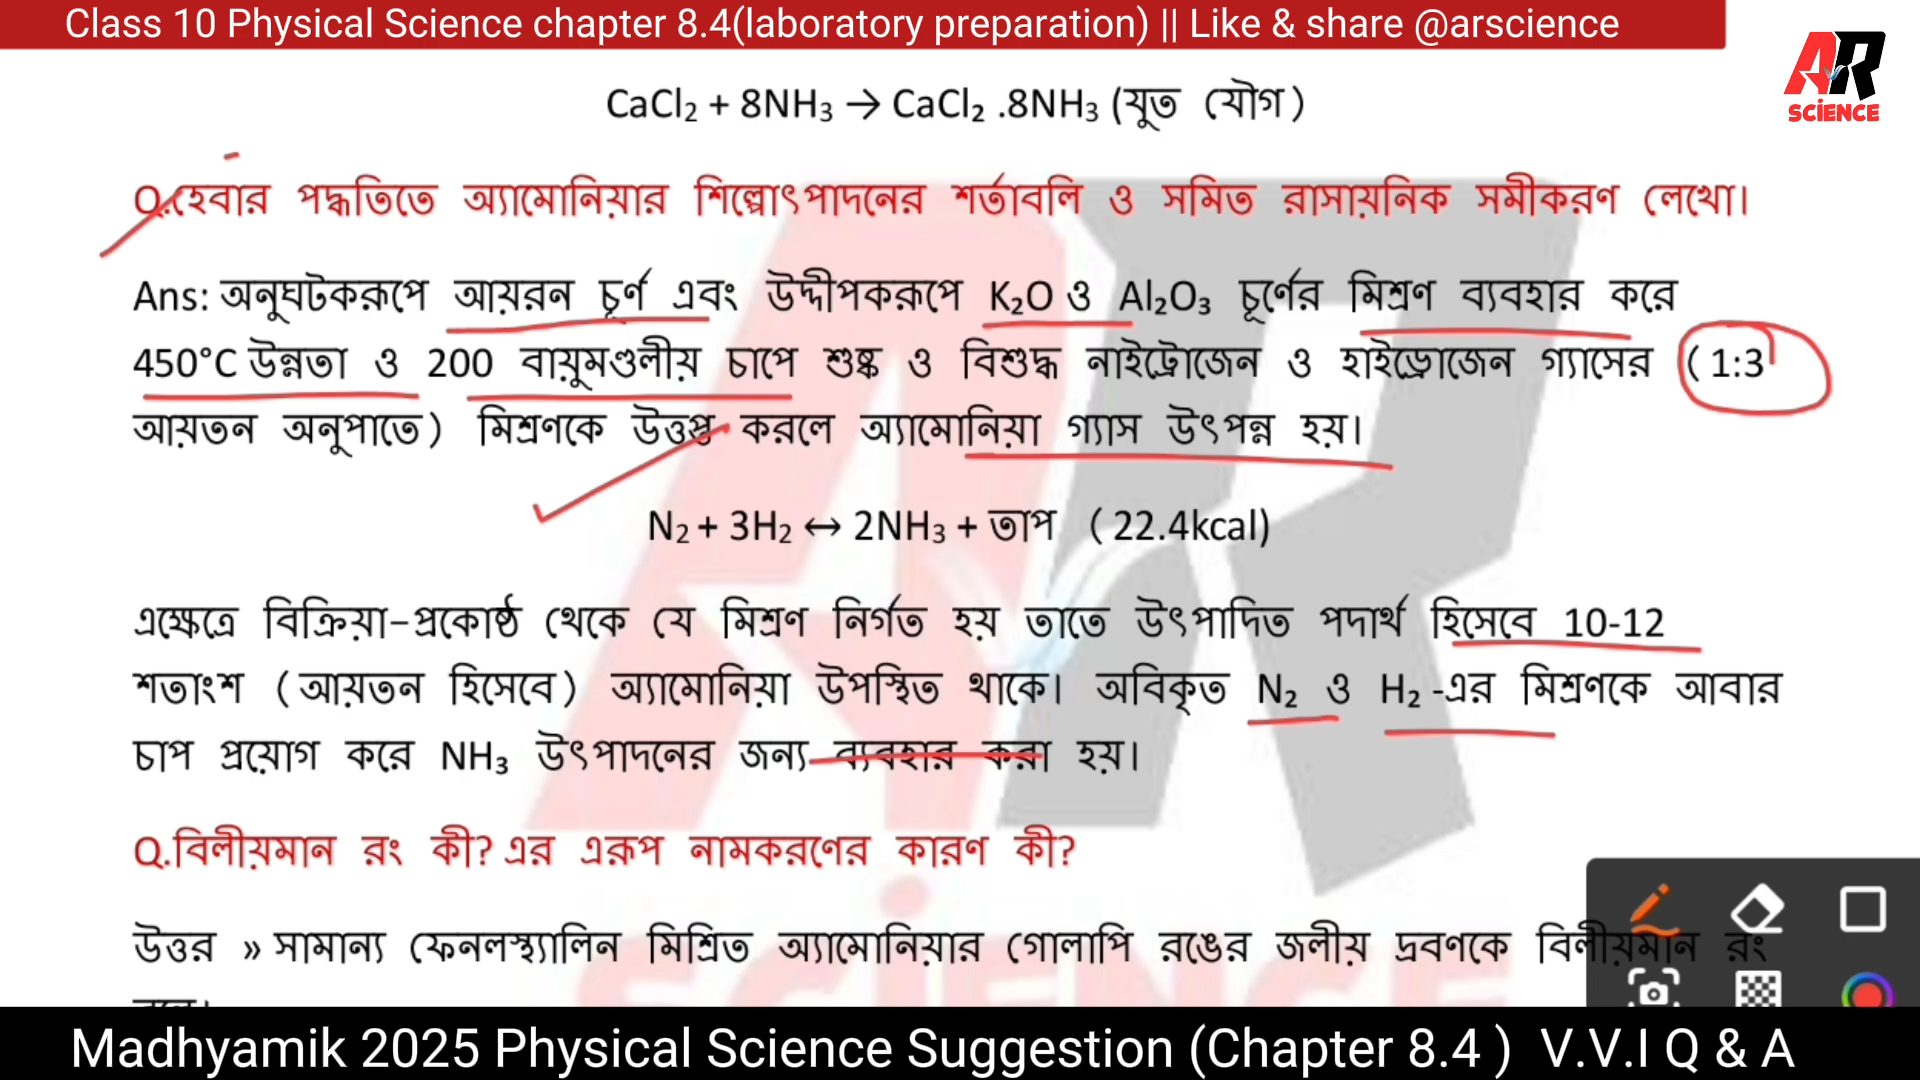 Class 10 Physical Science chapter 8.4(laboratory preparation) || Like & share @arscience
AR
SCiENCE
CaCl₂ + 8NH₃ → CaCl₂ .8NH₃ (যুত যৌগ)
Q.হেবার পদ্ধতিতে অ্যামোনিয়ার শিল্পোৎপাদনের শর্তাবলি ও সমিত রাসায়নিক সমীকরণ লেখো।
Ans: অনুঘটকরূপে আয়রন চূর্ণ এবং উদ্দীপকরূপে K₂O ও Al₂O₃ চূর্ণের মিশ্রণ ব্যবহার করে
450°C উষ্ণতা ও 200 বায়ুমণ্ডলীয় চাপে শুষ্ক ও বিশুদ্ধ নাইট্রোজেন ও হাইড্রোজেন গ্যাসের (1:3
আয়তন অনুপাতে) মিশ্রণকে উত্তপ্ত করলে অ্যামোনিয়া গ্যাস উৎপন্ন হয়।
N₂ + 3H₂ ↔ 2NH₃ + তাপ (22.4kcal)
এক্ষেত্রে বিক্রিয়া-প্রকোষ্ঠ থেকে যে মিশ্রণ নির্গত হয় তাতে উৎপাদিত পদার্থ হিসেবে 10-12
শতাংশ (আয়তন হিসেবে) অ্যামোনিয়া উপস্থিত থাকে। অবিকৃত N₂ ও H₂ -এর মিশ্রণকে আবার
চাপ প্রয়োগ করে NH₃ উৎপাদনের জন্য ব্যবহার করা হয়।
Q.বিলীয়মান রং কী? এর এরূপ নামকরণের কারণ কী?
উত্তর » সামান্য ফেনলস্থ্যালিন মিশ্রিত অ্যামোনিয়ার গোলাপি রঙের জলীয় দ্রবণকে বিলীয়মান রং
Madhyamik 2025 Physical Science Suggestion (Chapter 8.4 ) V.V.I Q & A